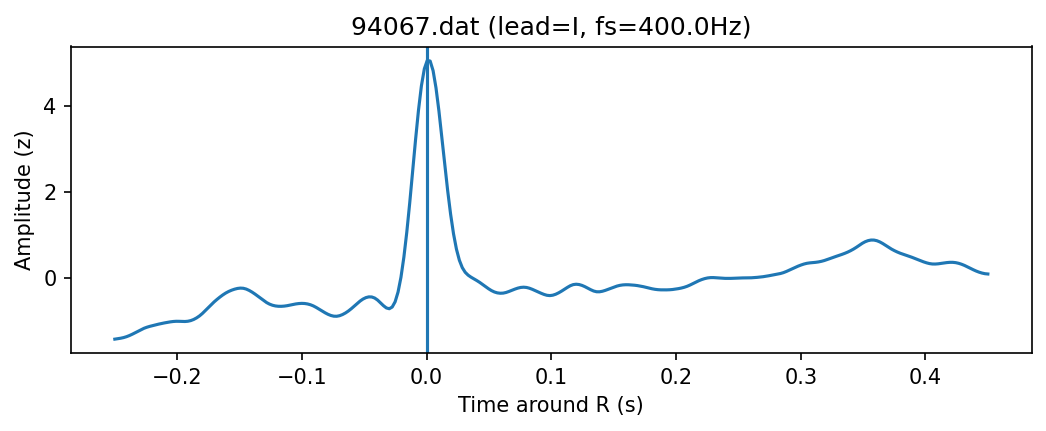 94067.dat (lead=I, fs=400.0Hz)
Amplitude (z)
4
2
0
−0.2 −0.1 0.0 0.1 0.2 0.3 0.4
Time around R (s)